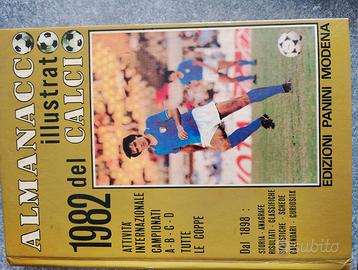 ALMANACCO
illustrato
1982 del CALCIO
ATTIVITÀ
INTERNAZIONALE
CAMPIONATI
A - B - C - D
TUTTE
LE COPPE
Dal 1898 :
STORIA - ANAGRAFE
RISULTATI - CLASSIFICHE
STATISTICHE - SCHEDE
CALENDARI - CURIOSITÀ
EDIZIONI PANINI MODENA
subito